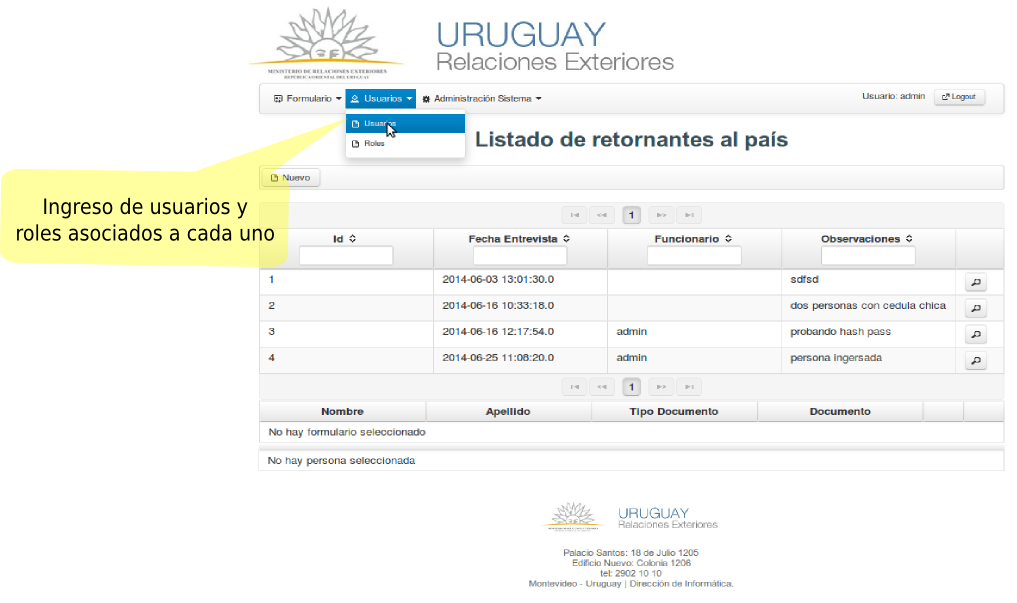 URUGUAY
Relaciones Exteriores
MINISTERIO DE RELACIONES EXTERIORES
REPÚBLICA ORIENTAL DEL URUGUAY
Formulario Usuarios Administración Sistema Usuario: admin Logout
Usuarios
Roles
Listado de retornantes al país
Nuevo
Ingreso de usuarios y
roles asociados a cada uno
1
Id Fecha Entrevista Funcionario Observaciones
1 2014-06-03 13:01:30.0 sdfsd
2 2014-06-16 10:33:18.0 dos personas con cedula chica
3 2014-06-16 12:17:54.0 admin probando hash pass
4 2014-06-25 11:08:20.0 admin persona ingersada
1
Nombre Apellido Tipo Documento Documento
No hay formulario seleccionado
No hay persona seleccionada
URUGUAY
Relaciones Exteriores
Palacio Santos: 18 de Julio 1205
Edificio Nuevo: Colonia 1206
tel: 2902 10 10
Montevideo - Uruguay | Dirección de Informática.